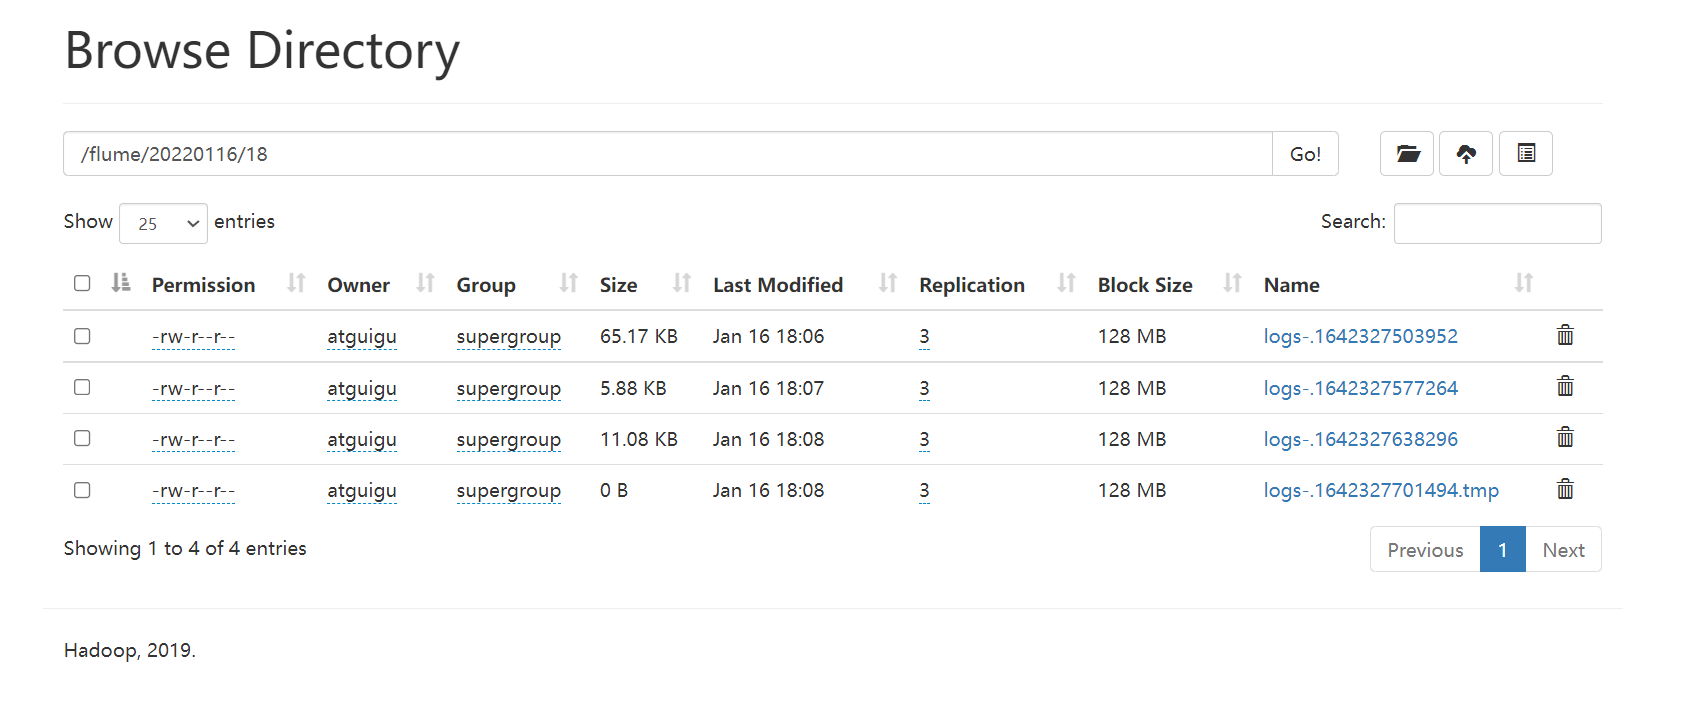 Browse Directory
/flume/20220116/18 Go!
Show 25 entries Search:
Permission Owner Group Size Last Modified Replication Block Size Name
-rw-r--r-- atguigu supergroup 65.17 KB Jan 16 18:06 3 128 MB logs-.1642327503952
-rw-r--r-- atguigu supergroup 5.88 KB Jan 16 18:07 3 128 MB logs-.1642327577264
-rw-r--r-- atguigu supergroup 11.08 KB Jan 16 18:08 3 128 MB logs-.1642327638296
-rw-r--r-- atguigu supergroup 0 B Jan 16 18:08 3 128 MB logs-.1642327701494.tmp
Showing 1 to 4 of 4 entries Previous 1 Next
Hadoop, 2019.